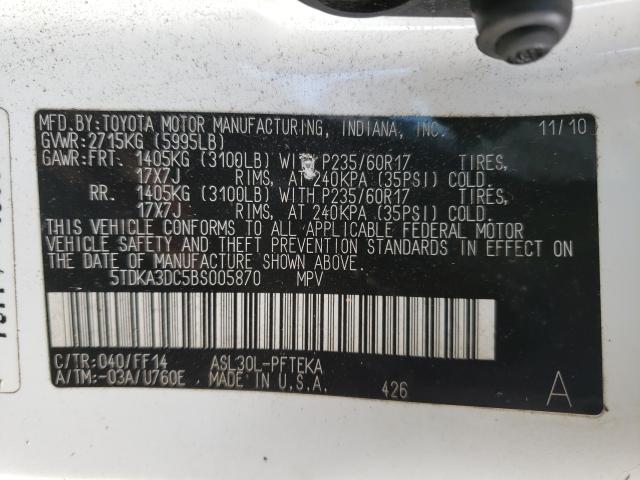 MFD.BY:TOYOTA MOTOR MANUFACTURING, INDIANA, INC. 11/10
GVWR:2715KG (5995LB)
GAWR:FRT. 1405KG (3100LB) WITH P235/60R17 TIRES,
17X7J RIMS, AT 240KPA (35PSI) COLD.
RR. 1405KG (3100LB) WITH P235/60R17 TIRES,
17X7J RIMS, AT 240KPA (35PSI) COLD.
THIS VEHICLE CONFORMS TO ALL APPLICABLE FEDERAL MOTOR
VEHICLE SAFETY AND THEFT PREVENTION STANDARDS IN EFFECT ON
THE DATE OF MANUFACTURE SHOWN ABOVE.
5TDKA3DC5BS005870 MPV
C/TR:040/FF14 ASL30L-PFTEKA
A/TM:-03A/U760E MADE IN U.S.A. 426 A